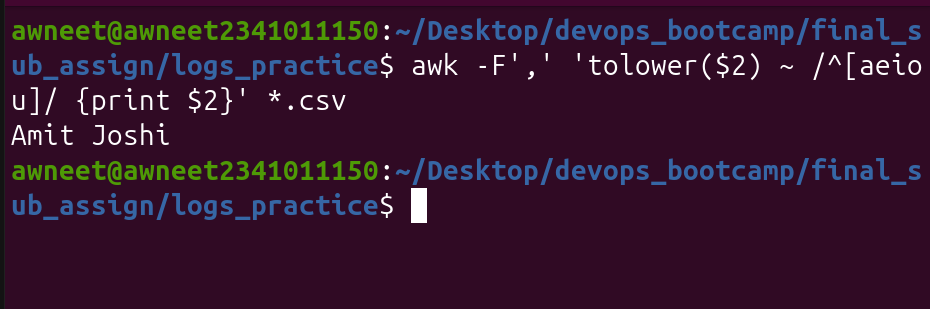 awneet@awneet2341011150:~/Desktop/devops_bootcamp/final_s
ub_assign/logs_practice$ awk -F',' 'tolower($2) ~ /^[aeio
u]/ {print $2}' *.csv
Amit Joshi
awneet@awneet2341011150:~/Desktop/devops_bootcamp/final_s
ub_assign/logs_practice$